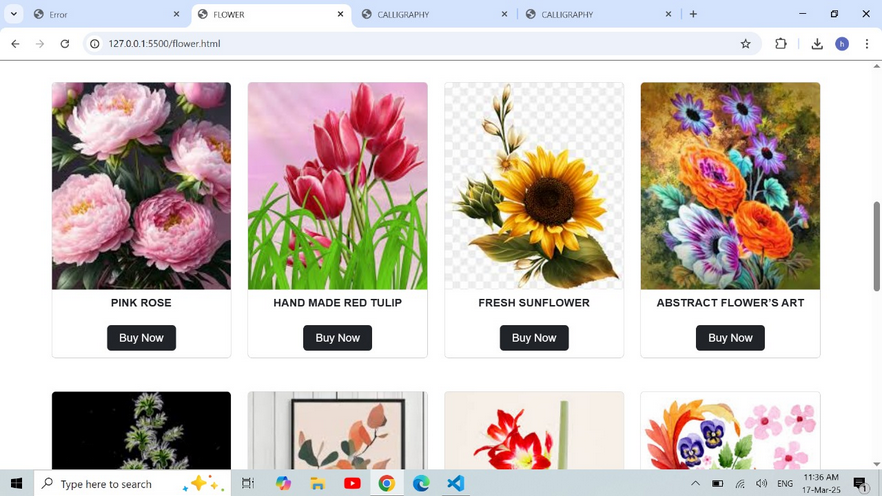 Error
FLOWER
CALLIGRAPHY
CALLIGRAPHY
127.0.0.1:5500/flower.html
h
PINK ROSE
HAND MADE RED TULIP
FRESH SUNFLOWER
ABSTRACT FLOWER'S ART
Buy Now
Buy Now
Buy Now
Buy Now
Type here to search
ENG
11:36 AM
17-Mar-25
1